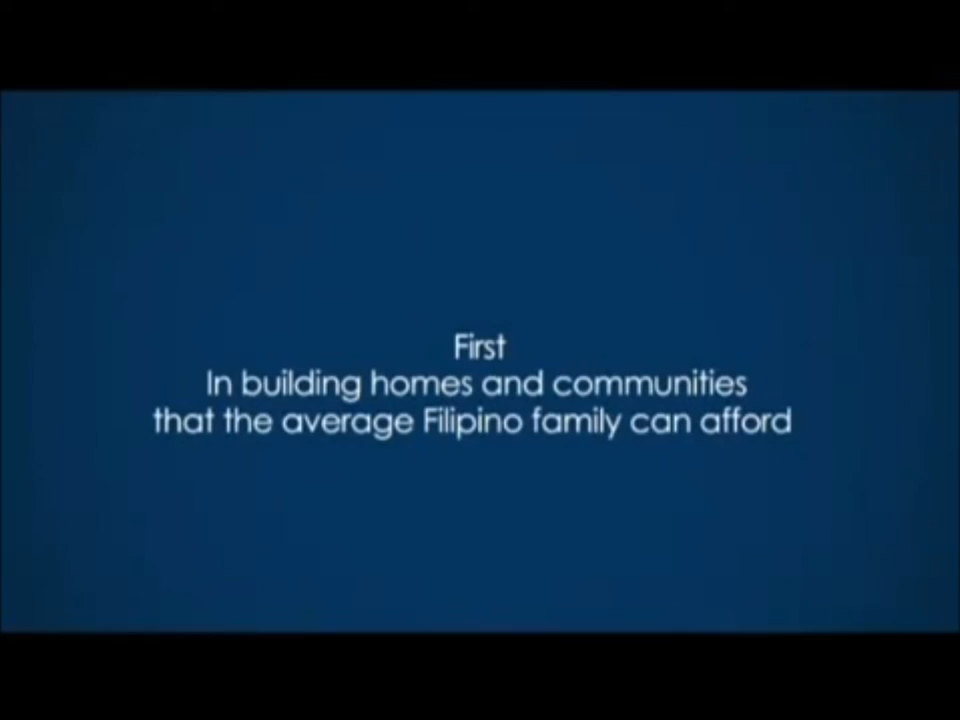 First
In building homes and communities
that the average Filipino family can afford